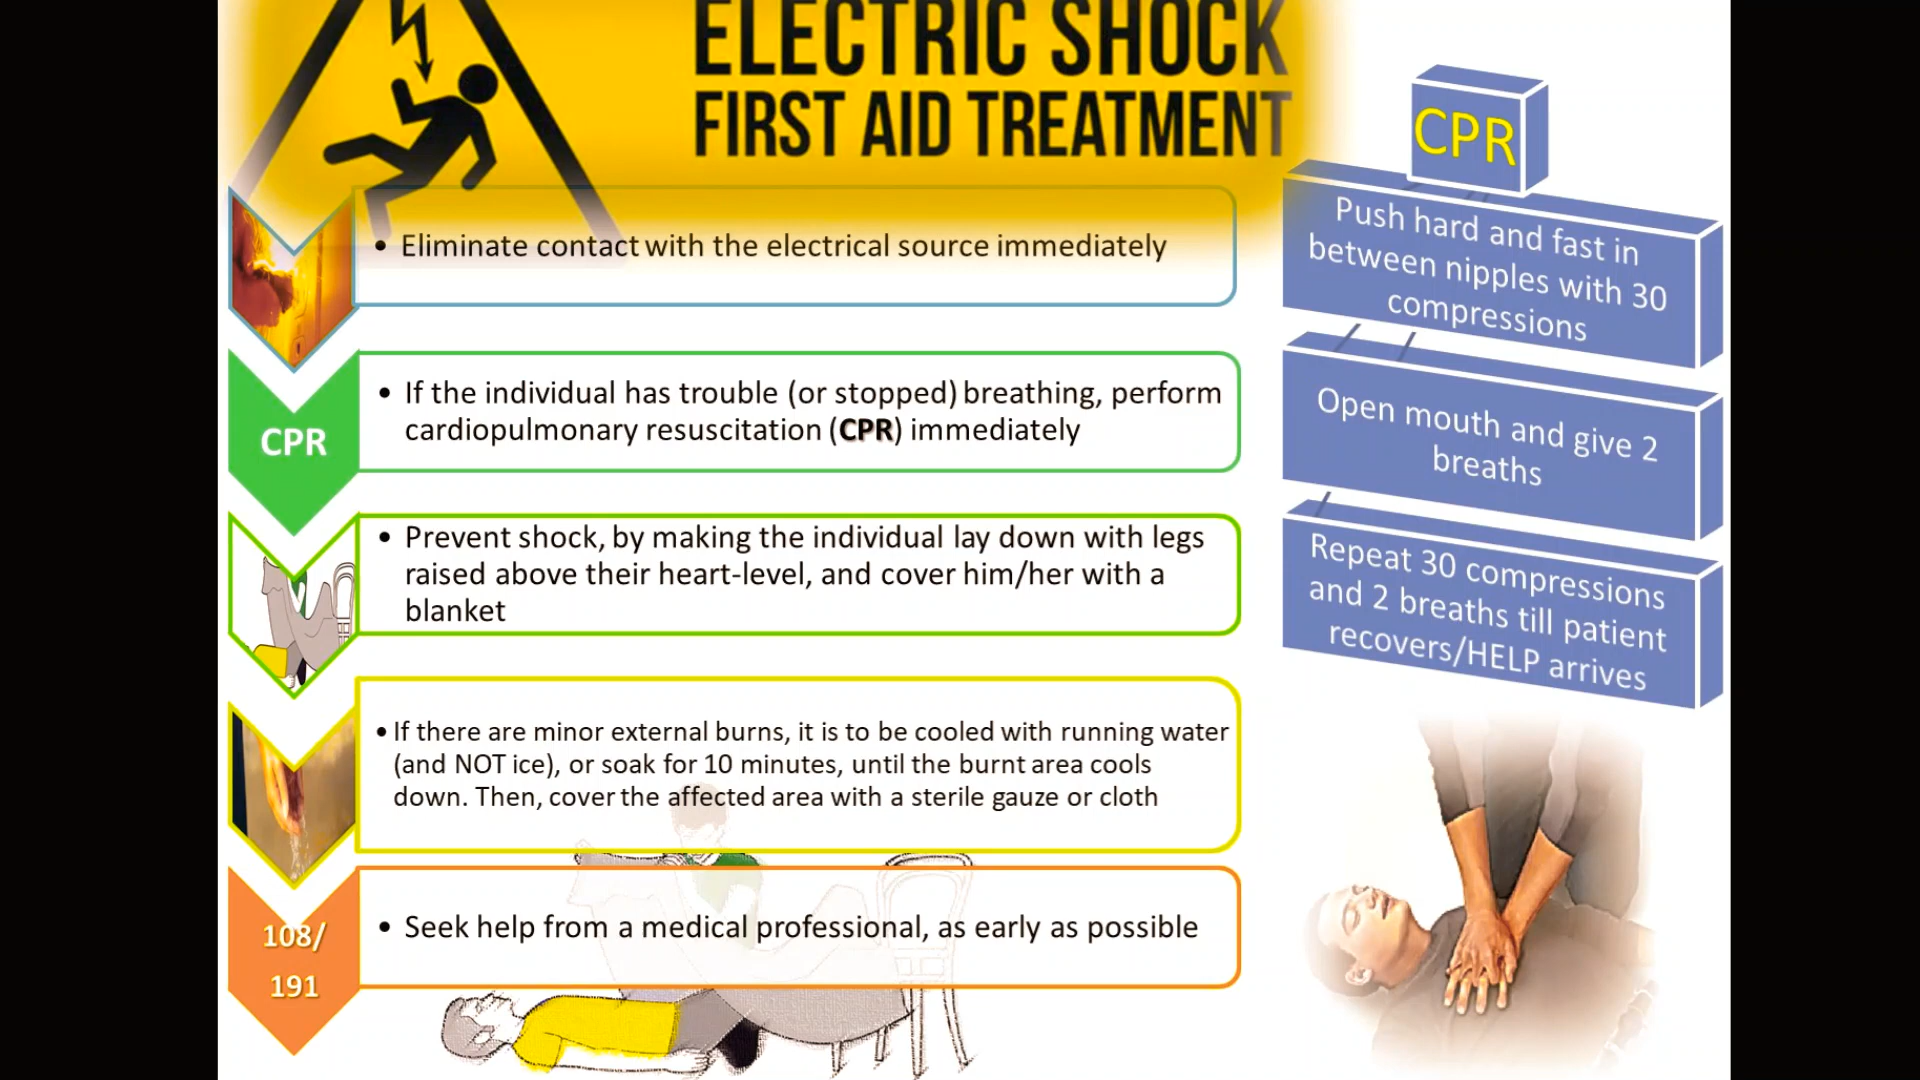 ELECTRIC SHOCK
FIRST AID TREATMENT
• Eliminate contact with the electrical source immediately
CPR
• If the individual has trouble (or stopped) breathing, perform
cardiopulmonary resuscitation (CPR) immediately
• Prevent shock, by making the individual lay down with legs
raised above their heart-level, and cover him/her with a
blanket
• If there are minor external burns, it is to be cooled with running water
(and NOT ice), or soak for 10 minutes, until the burnt area cools
down. Then, cover the affected area with a sterile gauze or cloth
108/
191
• Seek help from a medical professional, as early as possible
CPR
Push hard and fast in
between nipples with 30
compressions
Open mouth and give 2
breaths
Repeat 30 compressions
and 2 breaths till patient
recovers/HELP arrives